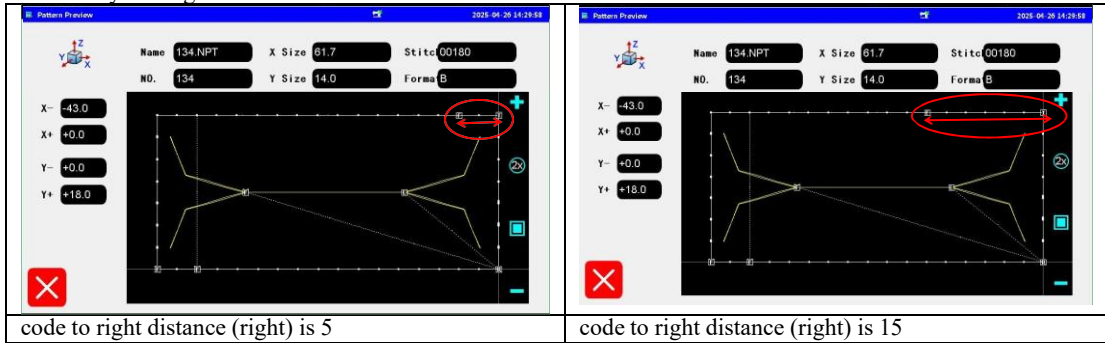 Pattern Preview
2025-04-26 14:29:58
Name 134.NPT X Size 61.7 Stitc 00180
NO. 134 Y Size 14.0 Forma B
X- -43.0
X+ +0.0
Y- +0.0
Y+ +18.0
Z
Y
X
2x
code to right distance (right) is 5
Pattern Preview
2025-04-26 14:29:58
Name 134.NPT X Size 61.7 Stitc 00180
NO. 134 Y Size 14.0 Forma B
X- -43.0
X+ +0.0
Y- +0.0
Y+ +18.0
Z
Y
X
2x
code to right distance (right) is 15